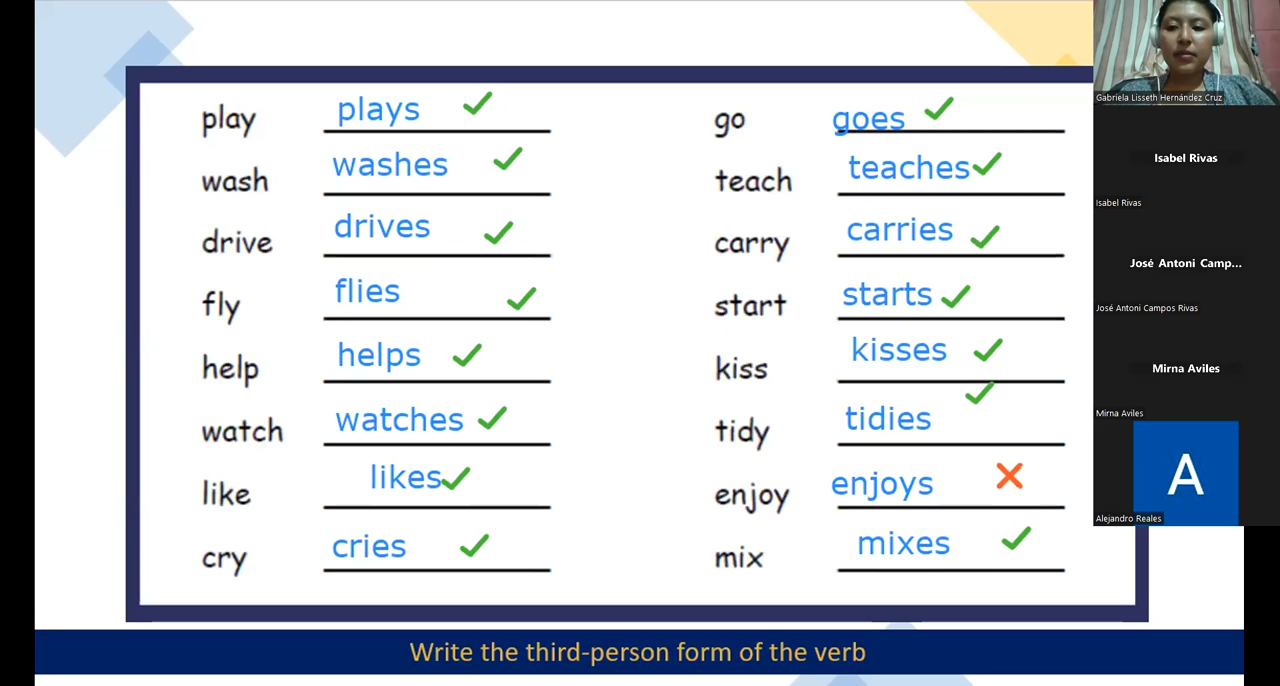 play plays
wash washes
drive drives
fly flies
help helps
watch watches
like likes
cry cries
go goes
teach teaches
carry carries
start starts
kiss kisses
tidy tidies
enjoy enjoys
mix mixes
Write the third-person form of the verb
Gabriela Lisseth Hernández Cruz
Isabel Rivas
Isabel Rivas
José Antoni Camp...
José Antoni Campos Rivas
Mirna Aviles
Mirna Aviles
A
Alejandro Reales